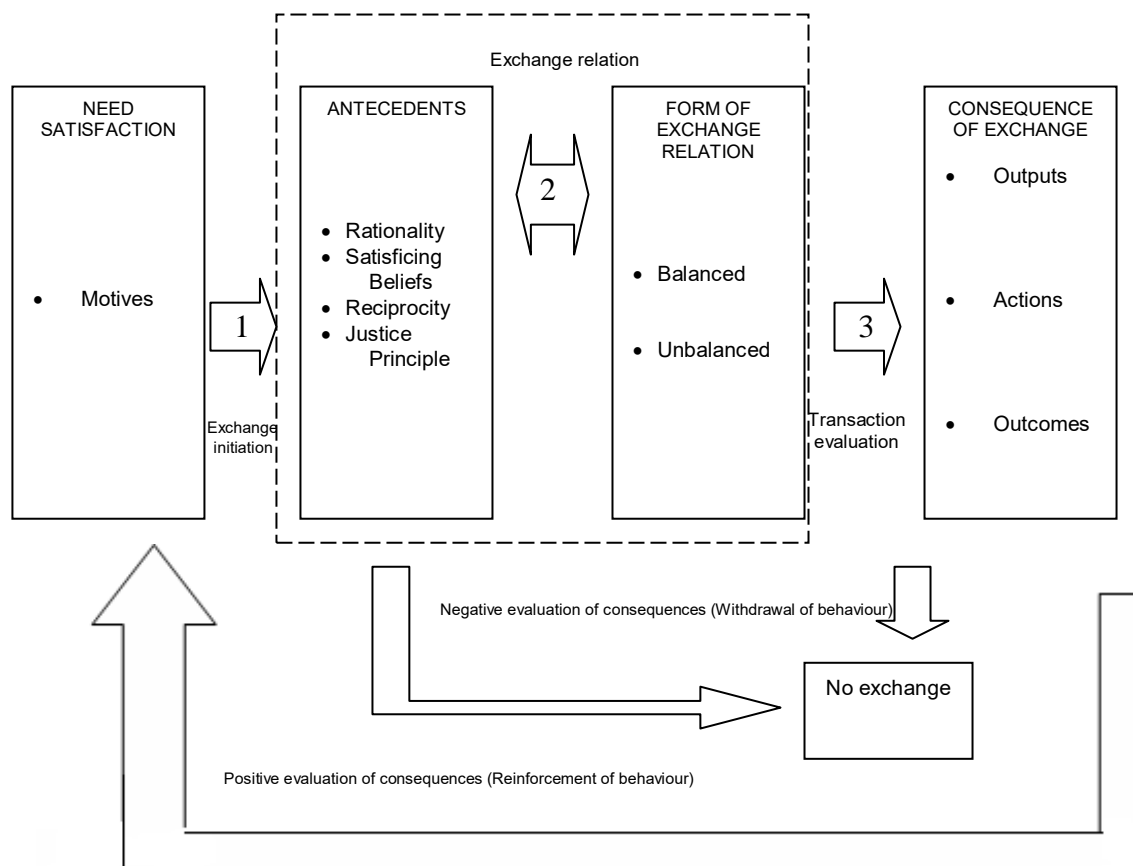 Exchange relation
NEED
SATISFACTION
• Motives
1
Exchange
initiation
ANTECEDENTS
• Rationality
• Satisficing
Beliefs
• Reciprocity
• Justice
Principle
2
FORM OF
EXCHANGE
RELATION
• Balanced
• Unbalanced
3
Transaction
evaluation
CONSEQUENCE
OF EXCHANGE
• Outputs
• Actions
• Outcomes
Negative evaluation of consequences (Withdrawal of behaviour)
No exchange
Positive evaluation of consequences (Reinforcement of behaviour)